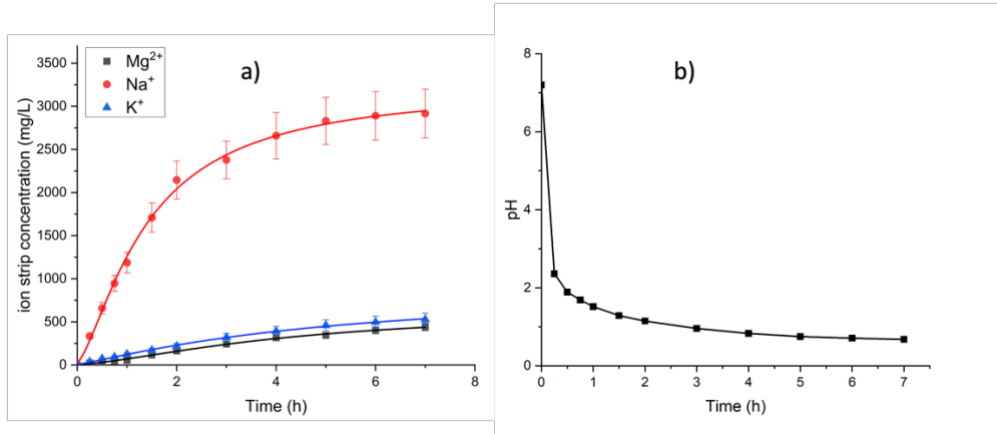 a)
Mg²⁺
Na⁺
K⁺
ion strip concentration (mg/L)
3500
3000
2500
2000
1500
1000
500
0
0 2 4 6 8
Time (h)
b)
pH
8
6
4
2
0
0 1 2 3 4 5 6 7
Time (h)